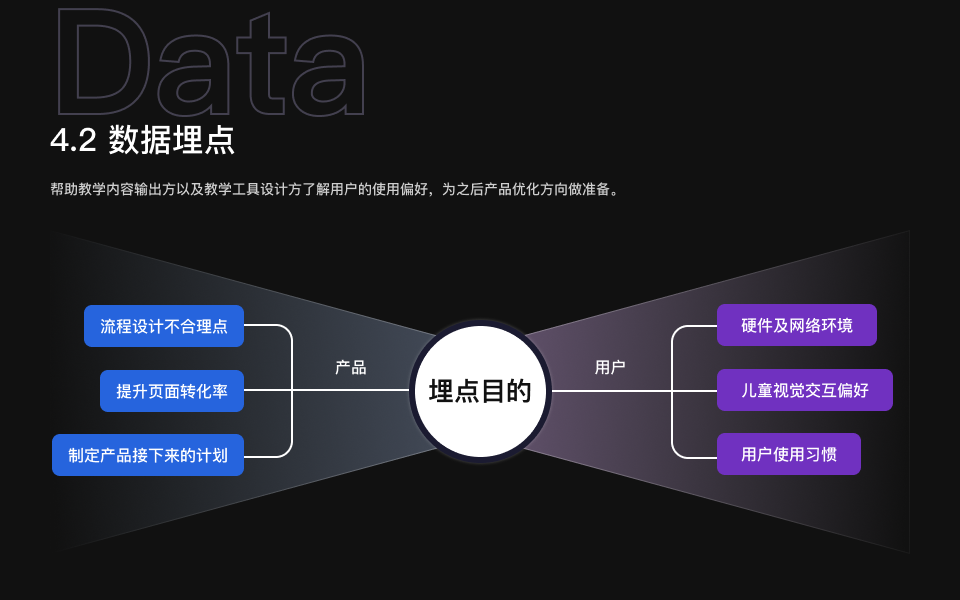 Data
4.2 数据埋点
帮助教学内容输出方以及教学工具设计方了解用户的使用偏好，为之后产品优化方向做准备。
流程设计不合理点
提升页面转化率
制定产品接下来的计划
产品
埋点目的
用户
硬件及网络环境
儿童视觉交互偏好
用户使用习惯